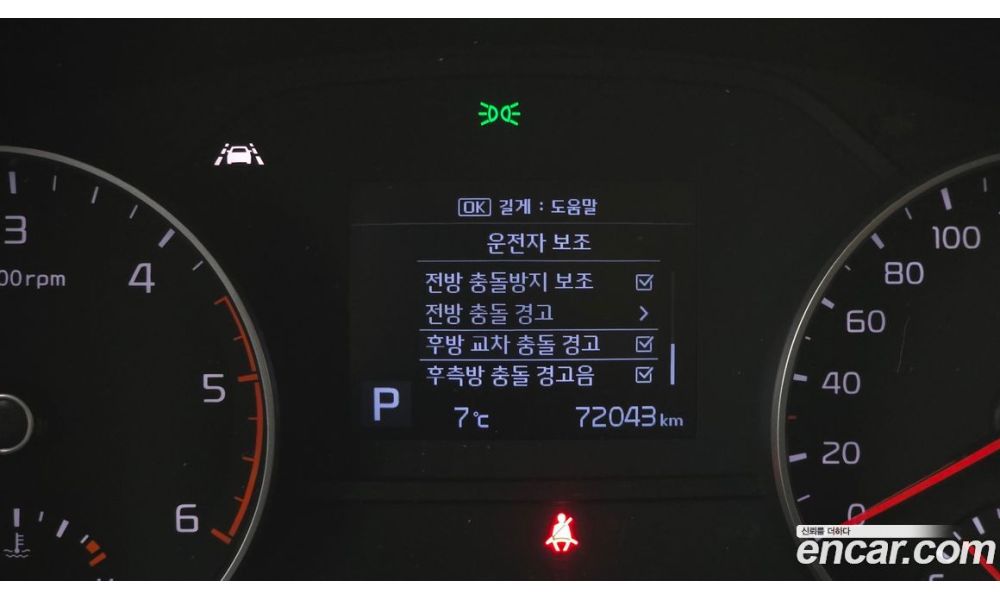 OK 길게 : 도움말
운전자 보조
전방 충돌방지 보조
전방 충돌 경고 >
후방 교차 충돌 경고
후측방 충돌 경고음
P 7℃ 72043 km
3
4
5
6
00rpm
100
80
60
40
20
0
신뢰를 더하다
encar.com